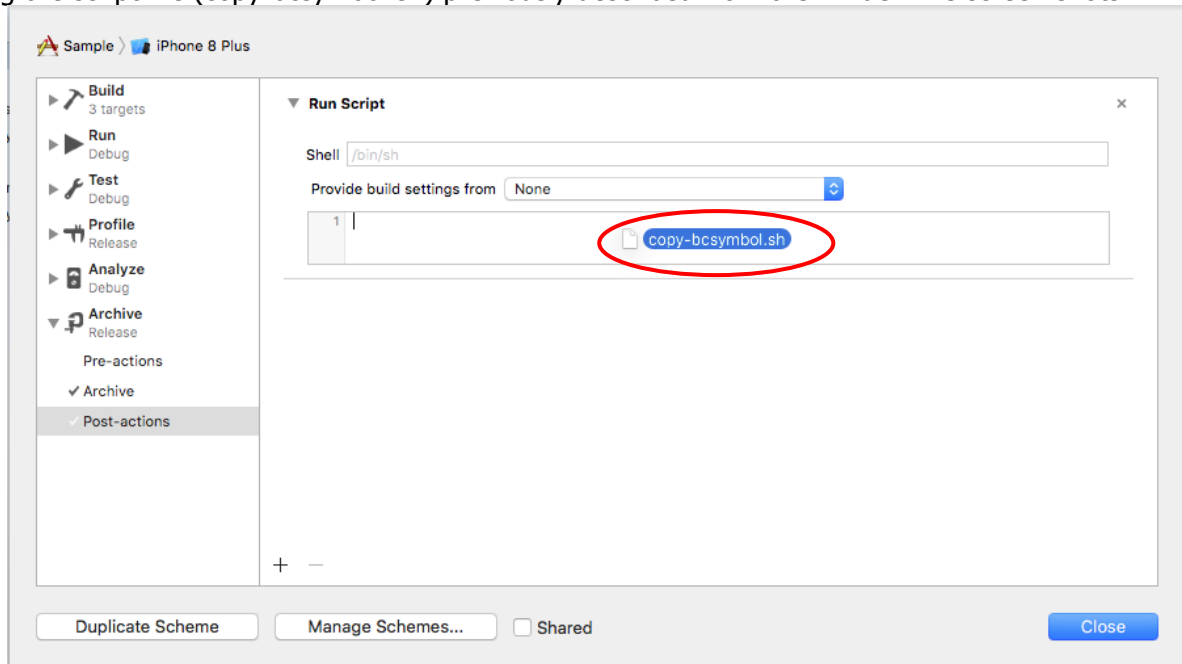 Sample 〉 iPhone 8 Plus
Build
3 targets
Run
Debug
Test
Debug
Profile
Release
Analyze
Debug
Archive
Release
Pre-actions
Archive
Post-actions
Run Script
Shell /bin/sh
Provide build settings from None
1
copy-bcsymbol.sh
Duplicate Scheme
Manage Schemes...
Shared
Close